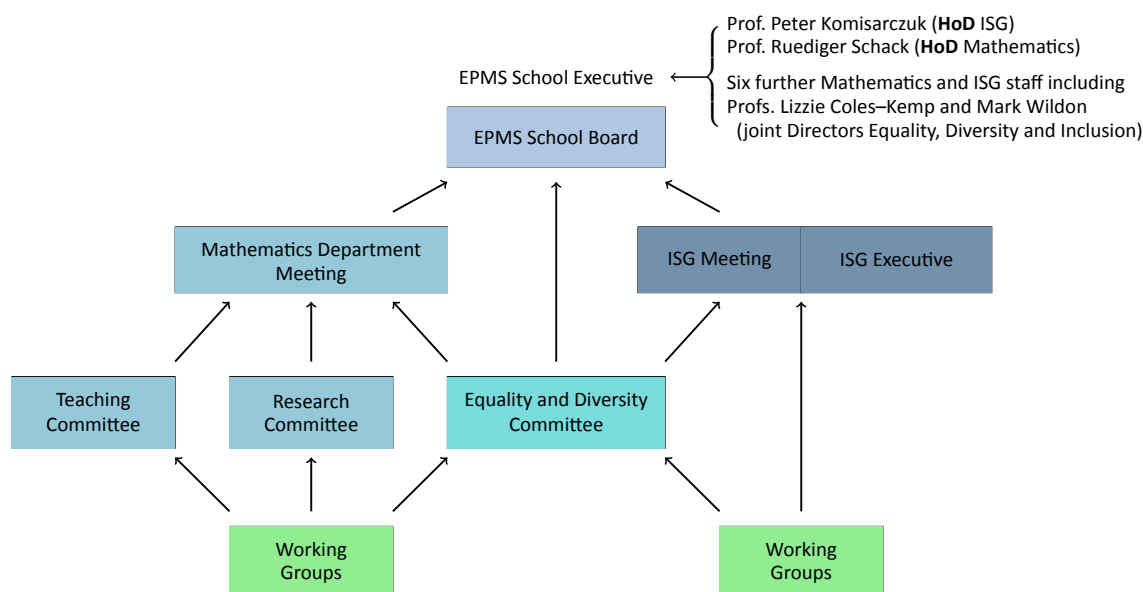 Prof. Peter Komisarczuk (HoD ISG)
Prof. Ruediger Schack (HoD Mathematics)
EPMS School Executive
Six further Mathematics and ISG staff including
Profs. Lizzie Coles–Kemp and Mark Wildon
(joint Directors Equality, Diversity and Inclusion)
EPMS School Board
Mathematics Department
Meeting
ISG Meeting
ISG Executive
Teaching
Committee
Research
Committee
Equality and Diversity
Committee
Working
Groups
Working
Groups